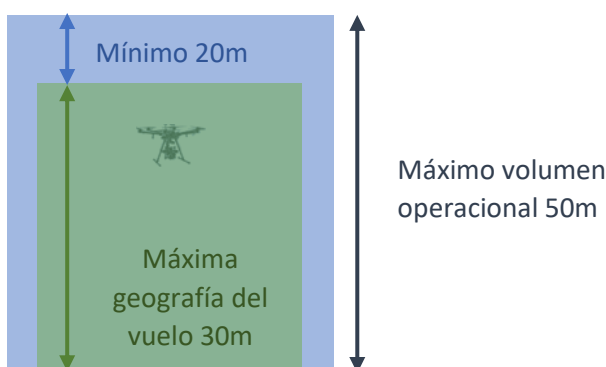 Mínimo 20m
Máximo volumen
operacional 50m
Máxima
geografía del
vuelo 30m